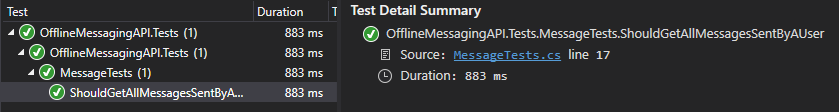 Test Duration T
OfflineMessagingAPI.Tests (1) 883 ms
OfflineMessagingAPI.Tests (1) 883 ms
MessageTests (1) 883 ms
ShouldGetAllMessagesSentByA... 883 ms
Test Detail Summary
OfflineMessagingAPI.Tests.MessageTests.ShouldGetAllMessagesSentByAUser
Source: MessageTests.cs line 17
Duration: 883 ms